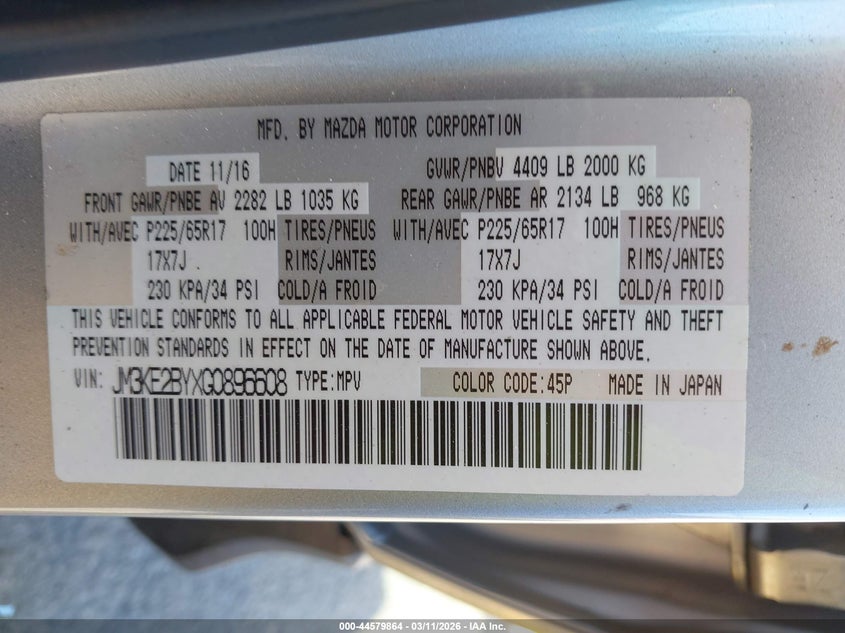 MFD. BY MAZDA MOTOR CORPORATION
DATE 11/16 GVWR/PNBV 4409 LB 2000 KG
FRONT GAWR/PNBE AV 2282 LB 1035 KG REAR GAWR/PNBE AR 2134 LB 968 KG
WITH/AVEC P225/65R17 100H TIRES/PNEUS WITH/AVEC P225/65R17 100H TIRES/PNEUS
17X7J RIMS/JANTES 17X7J RIMS/JANTES
230 KPA/34 PSI COLD/A FROID 230 KPA/34 PSI COLD/A FROID
THIS VEHICLE CONFORMS TO ALL APPLICABLE FEDERAL MOTOR VEHICLE SAFETY AND THEFT
PREVENTION STANDARDS IN EFFECT ON THE DATE OF MANUFACTURE SHOWN ABOVE.
VIN: JM3KE2BYXG0896608 TYPE:MPV COLOR CODE:45P MADE IN JAPAN
000-44579864 - 03/11/2026 - IAA, Inc.